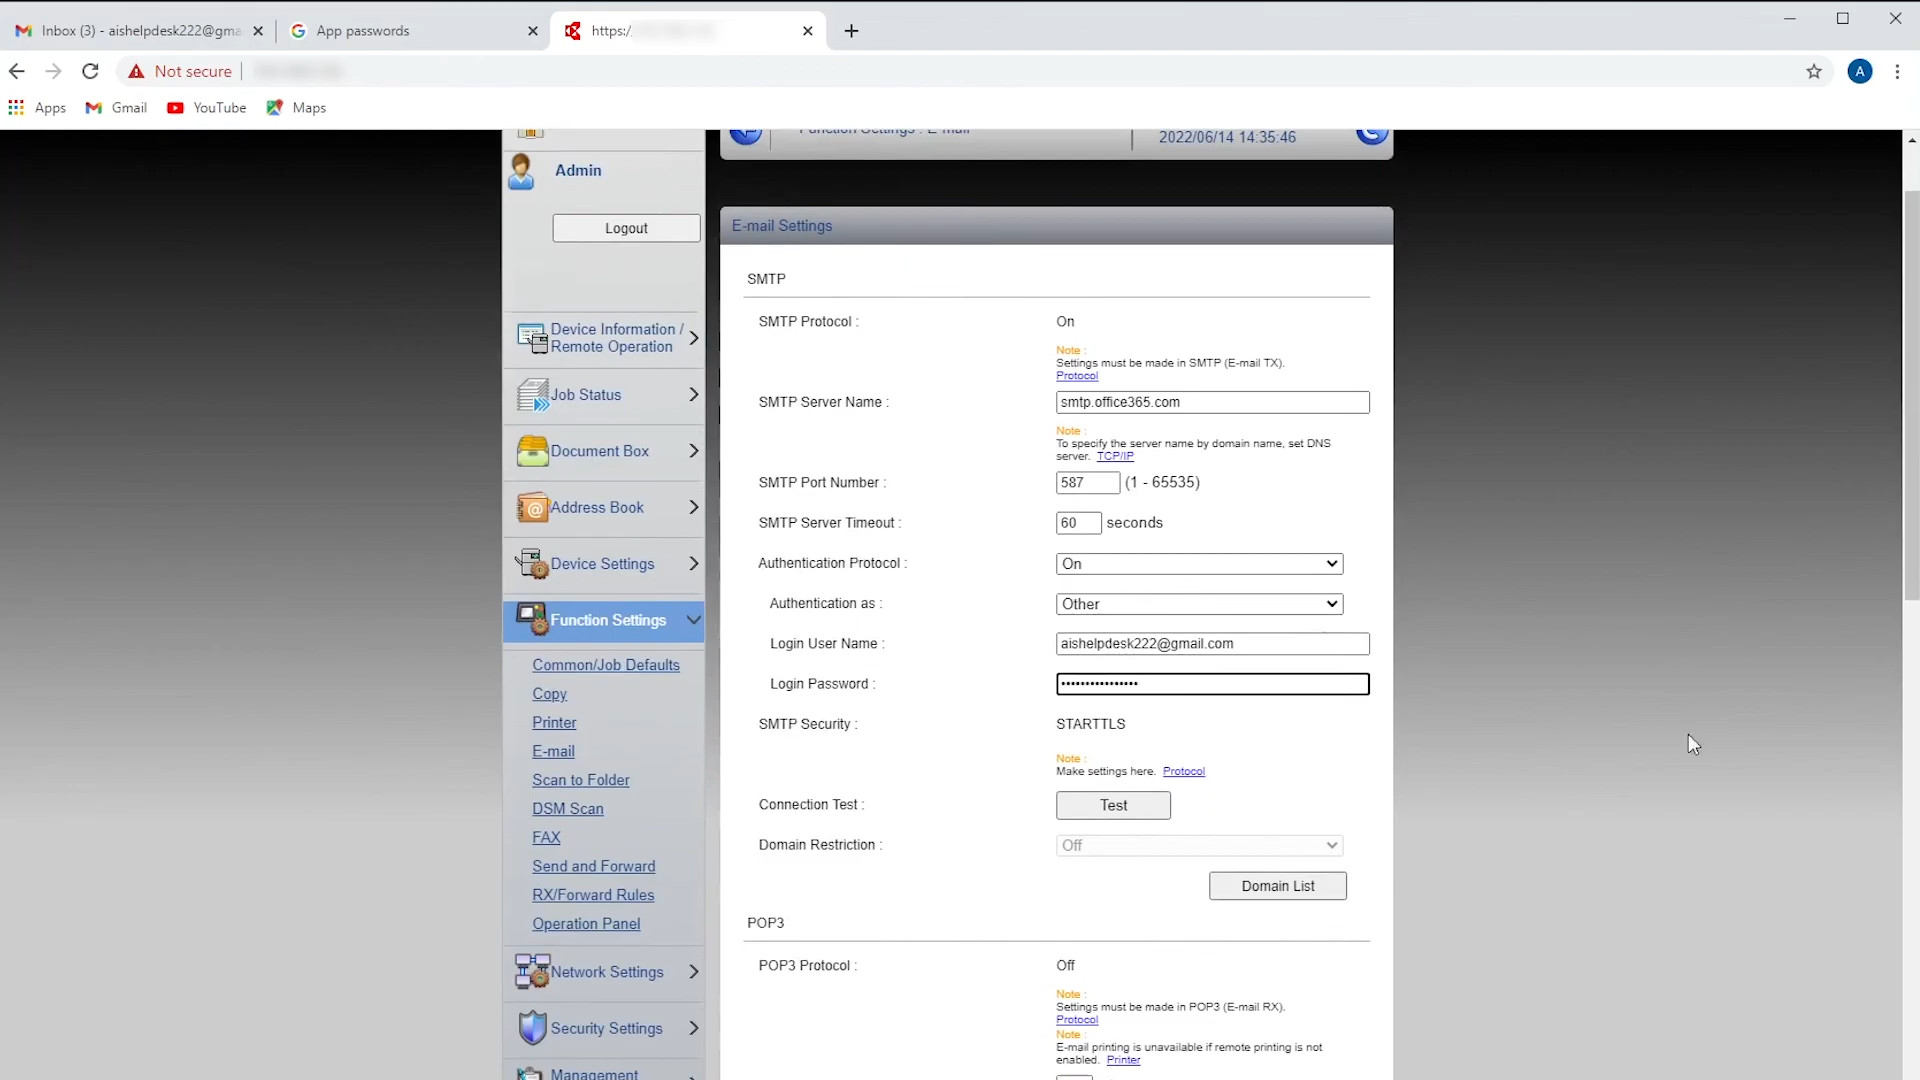 Inbox (3) - aishelpdesk222@gma
App passwords
https:/
Not secure
A
Apps
Gmail
YouTube
Maps
Function Settings : E-mail
2022/06/14 14:35:46
Admin
Logout
Device Information /
Remote Operation
Job Status
Document Box
Address Book
Device Settings
Function Settings
Common/Job Defaults
Copy
Printer
E-mail
Scan to Folder
DSM Scan
FAX
Send and Forward
RX/Forward Rules
Operation Panel
Network Settings
Security Settings
Management
E-mail Settings
SMTP
SMTP Protocol : On
Note :
Settings must be made in SMTP (E-mail TX).
Protocol
SMTP Server Name : smtp.office365.com
Note :
To specify the server name by domain name, set DNS
server. TCP/IP
SMTP Port Number : 587 (1 - 65535)
SMTP Server Timeout : 60 seconds
Authentication Protocol : On
Authentication as : Other
Login User Name : aishelpdesk222@gmail.com
Login Password : ••••••••••••••••
SMTP Security : STARTTLS
Note :
Make settings here. Protocol
Connection Test : Test
Domain Restriction : Off
Domain List
POP3
POP3 Protocol : Off
Note :
Settings must be made in POP3 (E-mail RX).
Protocol
Note :
E-mail printing is unavailable if remote printing is not
enabled. Printer